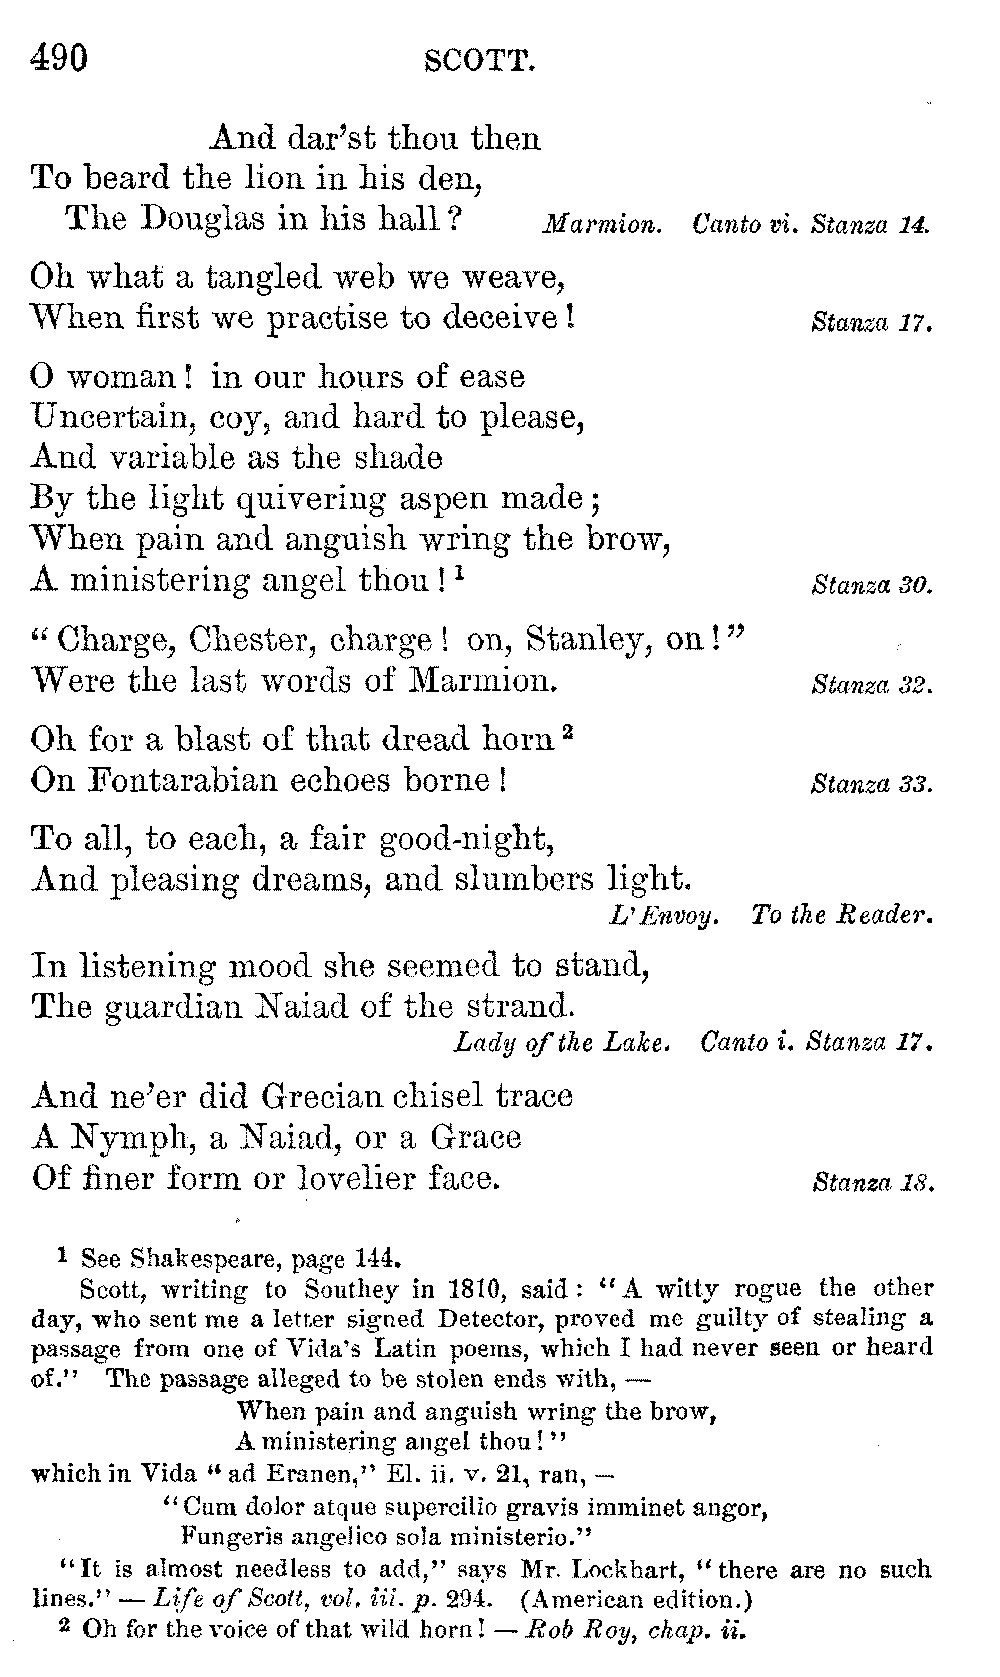 490 SCOTT.
And dar'st thou then
To beard the lion in his den,
The Douglas in his hall? Marmion. Canto vi. Stanza 14.
Oh what a tangled web we weave,
When first we practise to deceive! Stanza 17.
O woman! in our hours of ease
Uncertain, coy, and hard to please,
And variable as the shade
By the light quivering aspen made;
When pain and anguish wring the brow,
A ministering angel thou!¹ Stanza 30.
"Charge, Chester, charge! on, Stanley, on!"
Were the last words of Marmion. Stanza 32.
Oh for a blast of that dread horn²
On Fontarabian echoes borne! Stanza 33.
To all, to each, a fair good-night,
And pleasing dreams, and slumbers light.
L'Envoy. To the Reader.
In listening mood she seemed to stand,
The guardian Naiad of the strand.
Lady of the Lake. Canto i. Stanza 17.
And ne'er did Grecian chisel trace
A Nymph, a Naiad, or a Grace
Of finer form or lovelier face. Stanza 18.
¹ See Shakespeare, page 144.
Scott, writing to Southey in 1810, said: "A witty rogue the other
day, who sent me a letter signed Detector, proved me guilty of stealing a
passage from one of Vida's Latin poems, which I had never seen or heard
of." The passage alleged to be stolen ends with, —
When pain and anguish wring the brow,
A ministering angel thou!"
which in Vida "ad Eranen," El. ii. v. 21, ran, —
"Cum dolor atque supercilio gravis imminet angor,
Fungeris angelico sola ministerio."
"It is almost needless to add," says Mr. Lockhart, "there are no such
lines." — Life of Scott, vol. iii. p. 294. (American edition.)
² Oh for the voice of that wild horn! — Rob Roy, chap. ii.